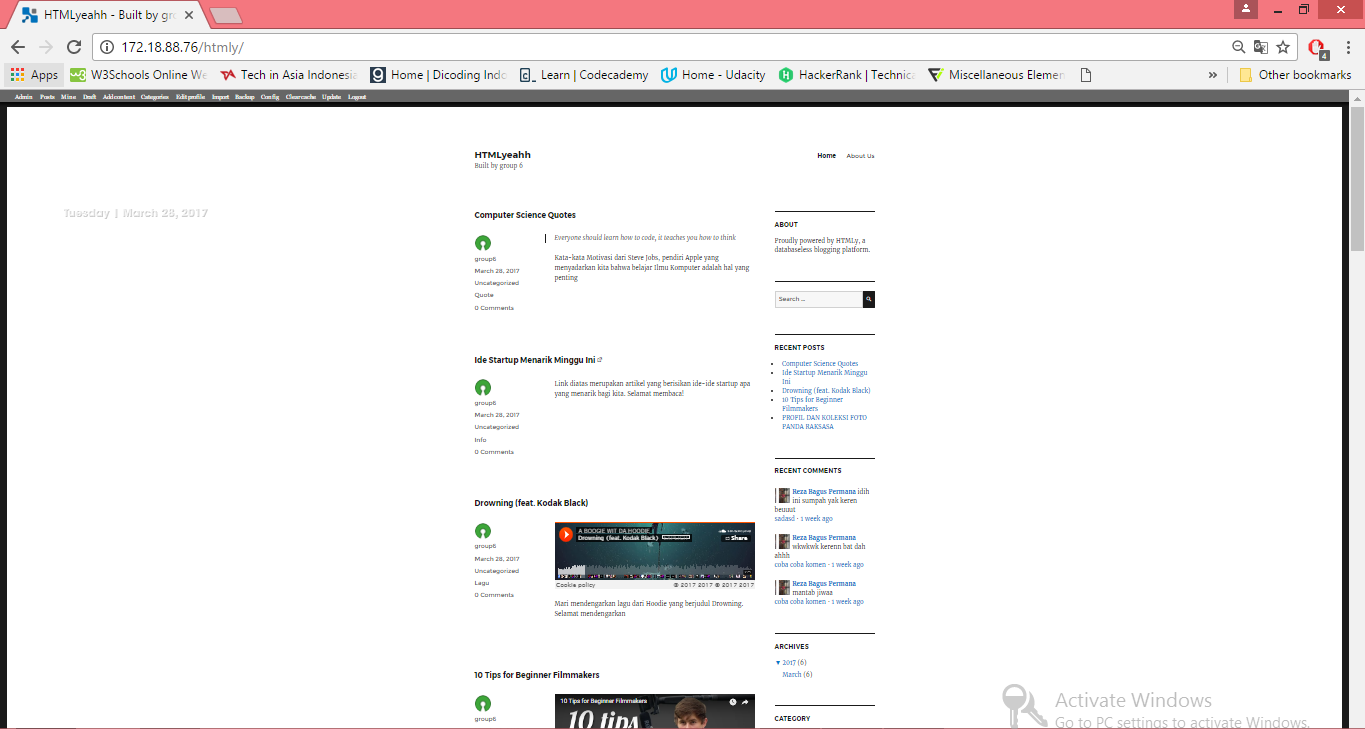 HTMLyeahh - Built by gro
172.18.88.76/htmly/
4
Apps
W3Schools Online We
Tech in Asia Indonesia
Home | Dicoding Indo
Learn | Codecademy
Home - Udacity
HackerRank | Technica
Miscellaneous Elemen
»
Other bookmarks
Admin Posts Mine Draft Add content Categories Edit profile Import Backup Config Clear cache Update Logout
HTMLyeahh
Built by group 6
Home About Us
Tuesday | March 28, 2017
Computer Science Quotes
group6
March 28, 2017
Uncategorized
Quote
0 Comments
Everyone should learn how to code, it teaches you how to think
Kata-kata Motivasi dari Steve Jobs, pendiri Apple yang
menyadarkan kita bahwa belajar Ilmu Komputer adalah hal yang
penting
Ide Startup Menarik Minggu Ini
group6
March 28, 2017
Uncategorized
Info
0 Comments
Link diatas merupakan artikel yang berisikan ide-ide startup apa
yang menarik bagi kita. Selamat membaca!
Drowning (feat. Kodak Black)
group6
March 28, 2017
Uncategorized
Lagu
0 Comments
A BOOGIE WIT DA HOODIE
Drowning (feat. Kodak Black)
Share
Cookie policy
© 2017 2017 © 2017 2017
Mari mendengarkan lagu dari Hoodie yang berjudul Drowning.
Selamat mendengarkan
10 Tips for Beginner Filmmakers
group6
10 Tips for Beginner Filmmakers
10 tips
ABOUT
Proudly powered by HTMLy, a
databaseless blogging platform.
Search …
RECENT POSTS
Computer Science Quotes
Ide Startup Menarik Minggu
Ini
Drowning (feat. Kodak Black)
10 Tips for Beginner
Filmmakers
PROFIL DAN KOLEKSI FOTO
PANDA RAKSASA
RECENT COMMENTS
Reza Bagus Permana idih
ini sumpah yak keren
beuuut
sadasd - 1 week ago
Reza Bagus Permana
wkwkwk kerenn bat dah
ahhh
coba coba komen - 1 week ago
Reza Bagus Permana
mantab jiwaa
coba coba komen - 1 week ago
ARCHIVES
▼ 2017 (6)
March (6)
CATEGORY
Activate Windows
Go to PC settings to activate Windows.